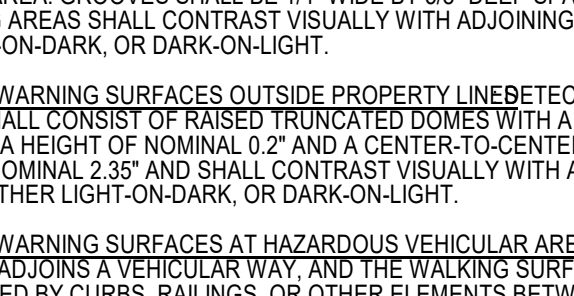 AREA. GROOVES SHALL BE 1/4" WIDE BY 3/8" DEEP
AREAS SHALL CONTRAST VISUALLY WITH ADJOINING
-ON-DARK, OR DARK-ON-LIGHT.
WARNING SURFACES OUTSIDE PROPERTY LINES: DETEC
ALL CONSIST OF RAISED TRUNCATED DOMES WITH A
A HEIGHT OF NOMINAL 0.2" AND A CENTER-TO-CENTE
OMINAL 2.35" AND SHALL CONTRAST VISUALLY WITH A
THER LIGHT-ON-DARK, OR DARK-ON-LIGHT.
WARNING SURFACES AT HAZARDOUS VEHICULAR ARE
ADJOINS A VEHICULAR WAY, AND THE WALKING SURF
ED BY CURBS, RAILINGS, OR OTHER ELEMENTS BETW